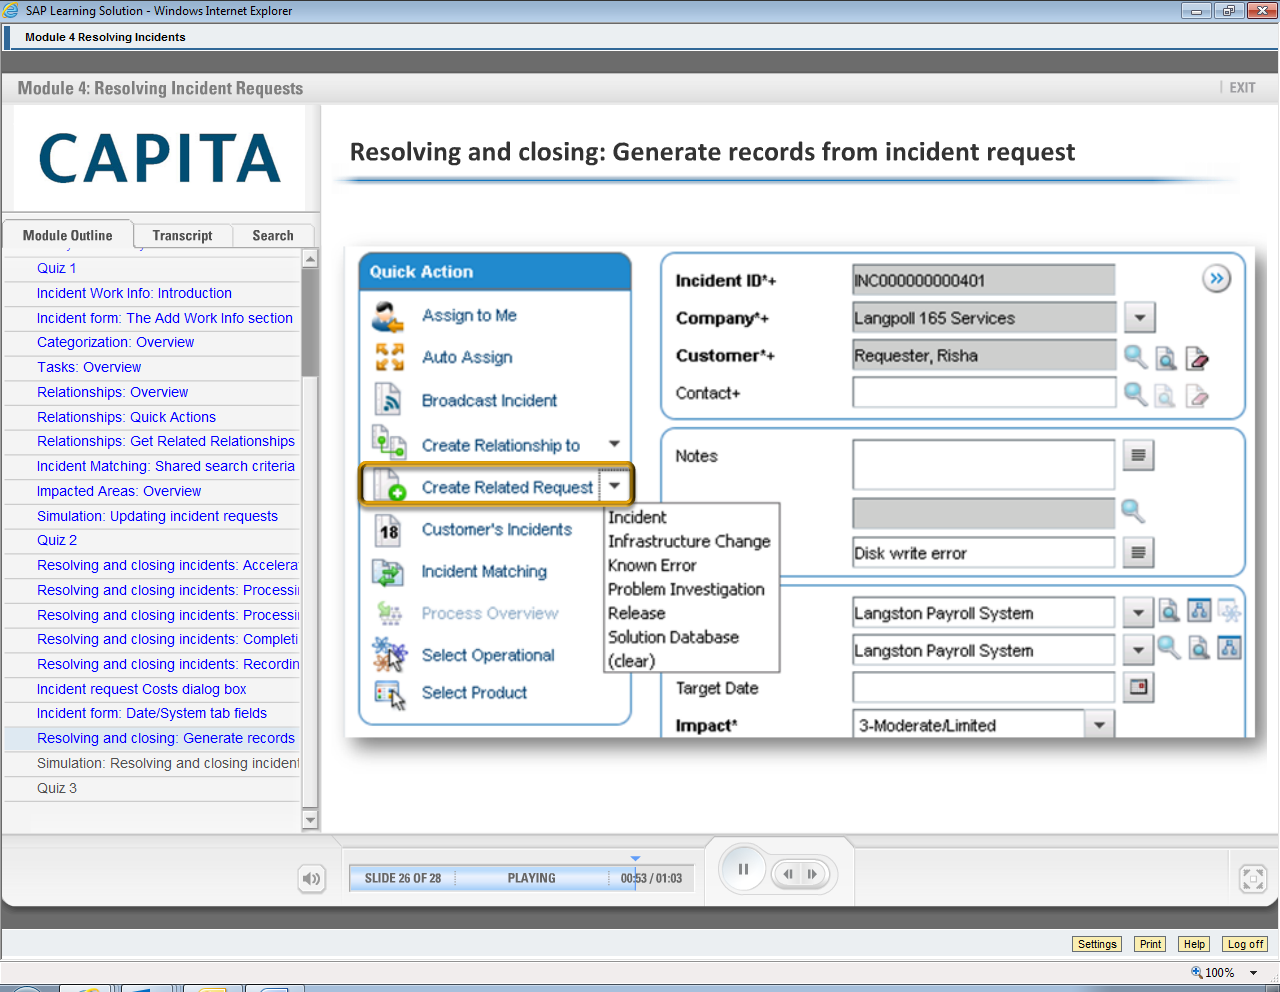 SAP Learning Solution - Windows Internet Explorer
Module 4 Resolving Incidents
Module 4: Resolving Incident Requests
EXIT
CAPITA
Module Outline
Transcript
Search
Quiz 1
Incident Work Info: Introduction
Incident form: The Add Work Info section
Categorization: Overview
Tasks: Overview
Relationships: Overview
Relationships: Quick Actions
Relationships: Get Related Relationships
Incident Matching: Shared search criteria
Impacted Areas: Overview
Simulation: Updating incident requests
Quiz 2
Resolving and closing incidents: Accelera
Resolving and closing incidents: Processi
Resolving and closing incidents: Processi
Resolving and closing incidents: Completi
Resolving and closing incidents: Recordin
Incident request Costs dialog box
Incident form: Date/System tab fields
Resolving and closing: Generate records
Simulation: Resolving and closing incident
Quiz 3
Resolving and closing: Generate records from incident request
Quick Action
Assign to Me
Auto Assign
Broadcast Incident
Create Relationship to
Create Related Request
18 Customer's Incidents
Incident Matching
Process Overview
Select Operational
Select Product
Incident
Infrastructure Change
Known Error
Problem Investigation
Release
Solution Database
(clear)
Incident ID*+ INC000000000401
Company*+ Langpoll 165 Services
Customer*+ Requester, Risha
Contact+
Notes
Disk write error
Langston Payroll System
Langston Payroll System
Target Date
Impact* 3-Moderate/Limited
SLIDE 26 OF 28
PLAYING
00:53 / 01:03
Settings
Print
Help
Log off
100%